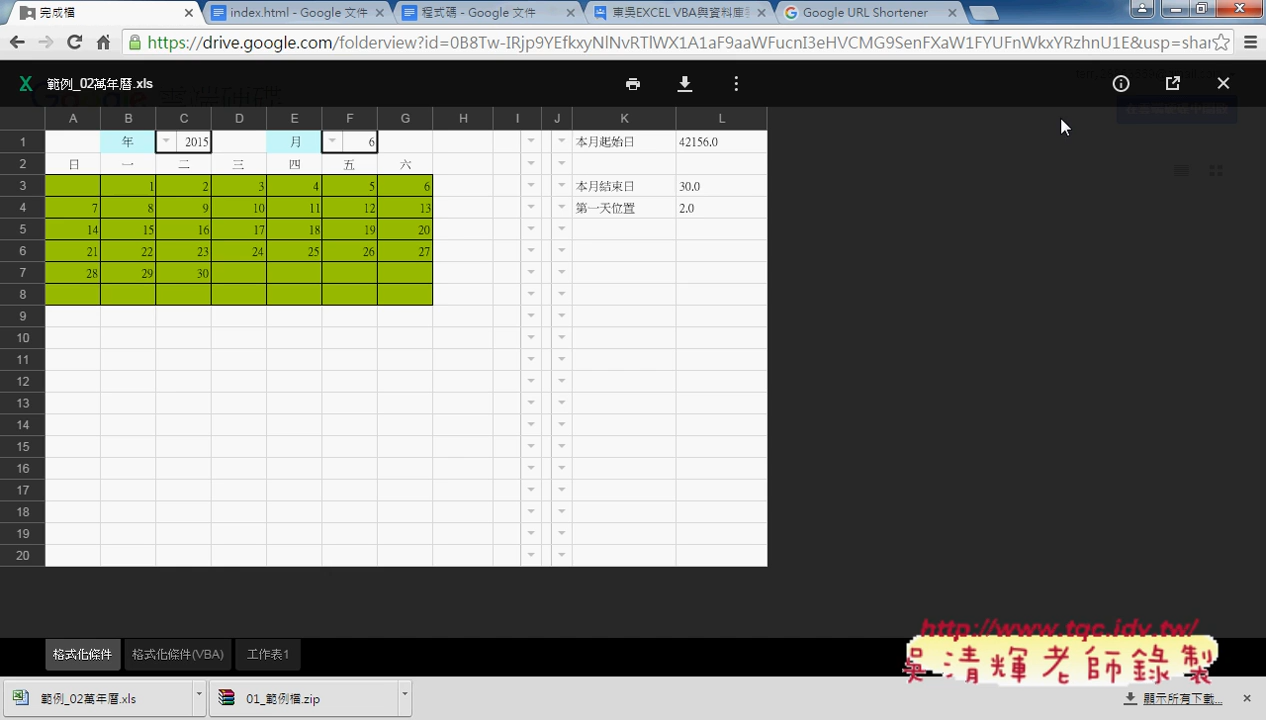 完成檔
index.html - Google 文件
程式碼 - Google 文件
東吳EXCEL VBA與資料庫
Google URL Shortener
https://drive.google.com/folderview?id=0B8Tw-IRjp9YEfkxyNlNvRTlWX1A1aF9aaWFucnI3eHVCMG9SenFXaW1FYUFnWkxYRzhnU1E&usp=shar
範例_02萬年曆.xls
A B C D E F G H I J K L
1 年 2015 月 6 本月起始日 42156.0
2 日 一 二 三 四 五 六
3 1 2 3 4 5 6 本月結束日 30.0
4 7 8 9 10 11 12 13 第一天位置 2.0
5 14 15 16 17 18 19 20
6 21 22 23 24 25 26 27
7 28 29 30
8
9
10
11
12
13
14
15
16
17
18
19
20
http://www.tqc.idv.tw/
吳清輝老師錄製
格式化條件 格式化條件(VBA) 工作表1
範例_02萬年曆.xls 01_範例檔.zip 顯示所有下載...